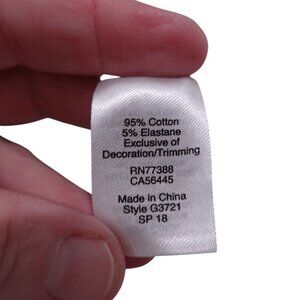 95% Cotton
5% Elastane
Exclusive of
Decoration/Trimming
RN77388
CA56445
Made in China
Style G3721
SP 18